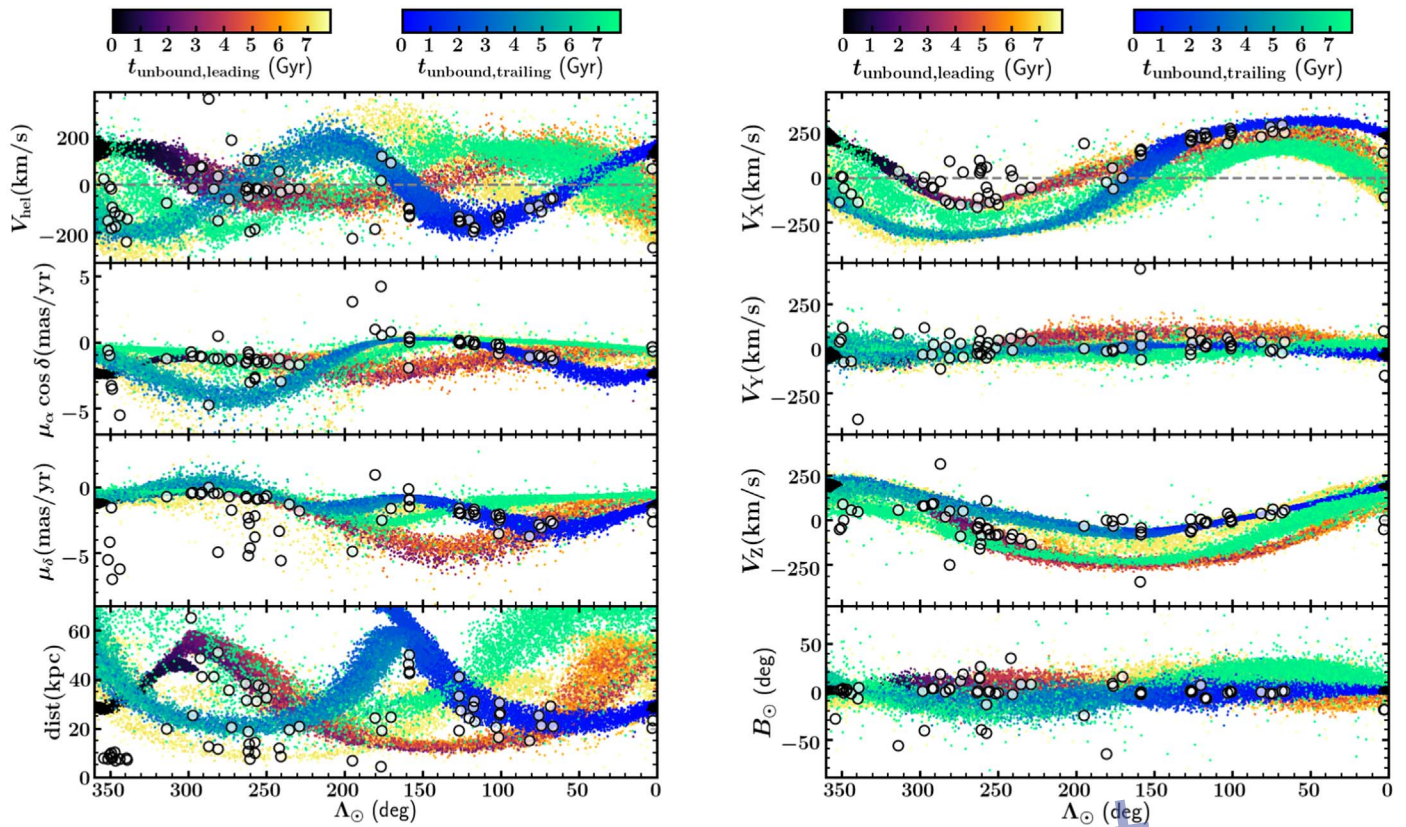 0 1 2 3 4 5 6 7
t_unbound,leading (Gyr)
0 1 2 3 4 5 6 7
t_unbound,trailing (Gyr)
0 1 2 3 4 5 6 7
t_unbound,leading (Gyr)
0 1 2 3 4 5 6 7
t_unbound,trailing (Gyr)
V_hel(km/s)
200
0
−200
μ_α cos δ(mas/yr)
5
0
−5
μ_δ(mas/yr)
0
−5
dist(kpc)
60
40
20
0
350 300 250 200 150 100 50 0
Λ_⊙ (deg)
V_X(km/s)
250
0
−250
V_Y(km/s)
250
0
−250
V_Z(km/s)
250
0
−250
B_⊙ (deg)
50
0
−50
350 300 250 200 150 100 50 0
Λ_⊙ (deg)